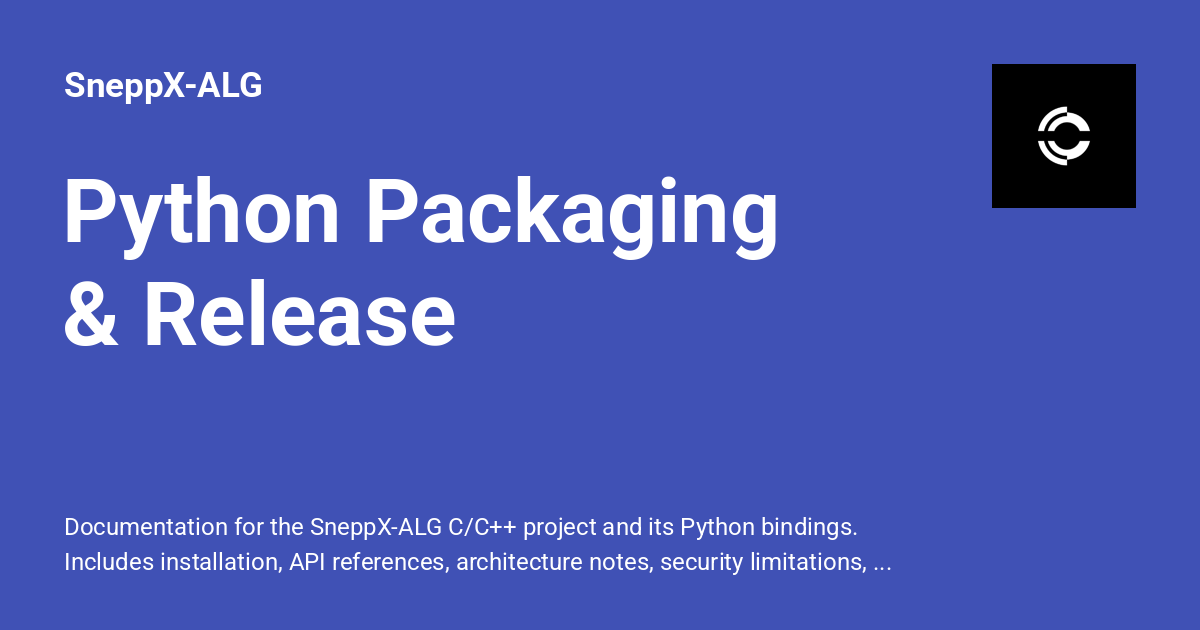 SneppX-ALG
Python Packaging
& Release
Documentation for the SneppX-ALG C/C++ project and its Python bindings.
Includes installation, API references, architecture notes, security limitations, ...